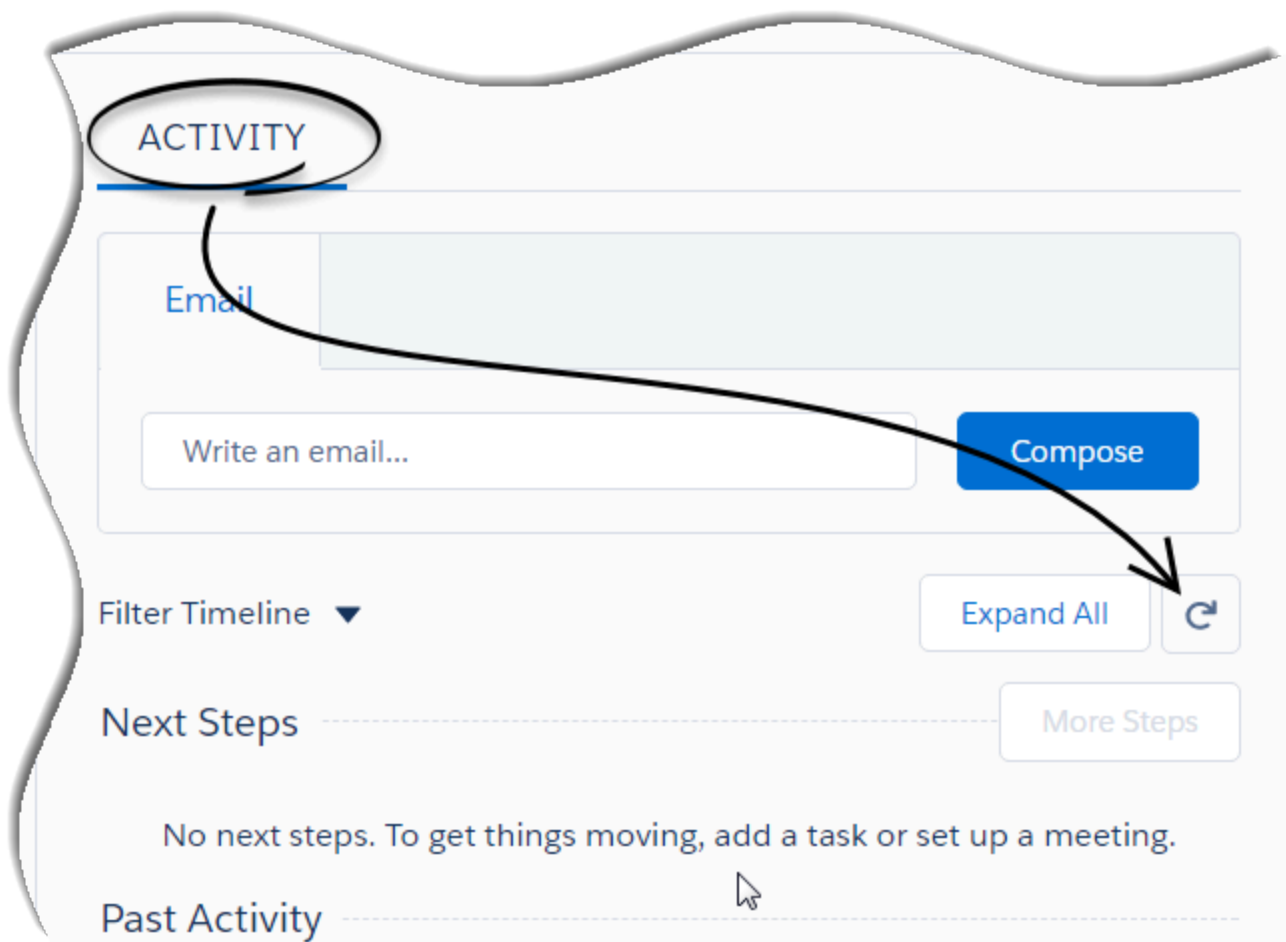 ACTIVITY
Email
Write an email...
Compose
Filter Timeline
Expand All
Next Steps
More Steps
No next steps. To get things moving, add a task or set up a meeting.
Past Activity